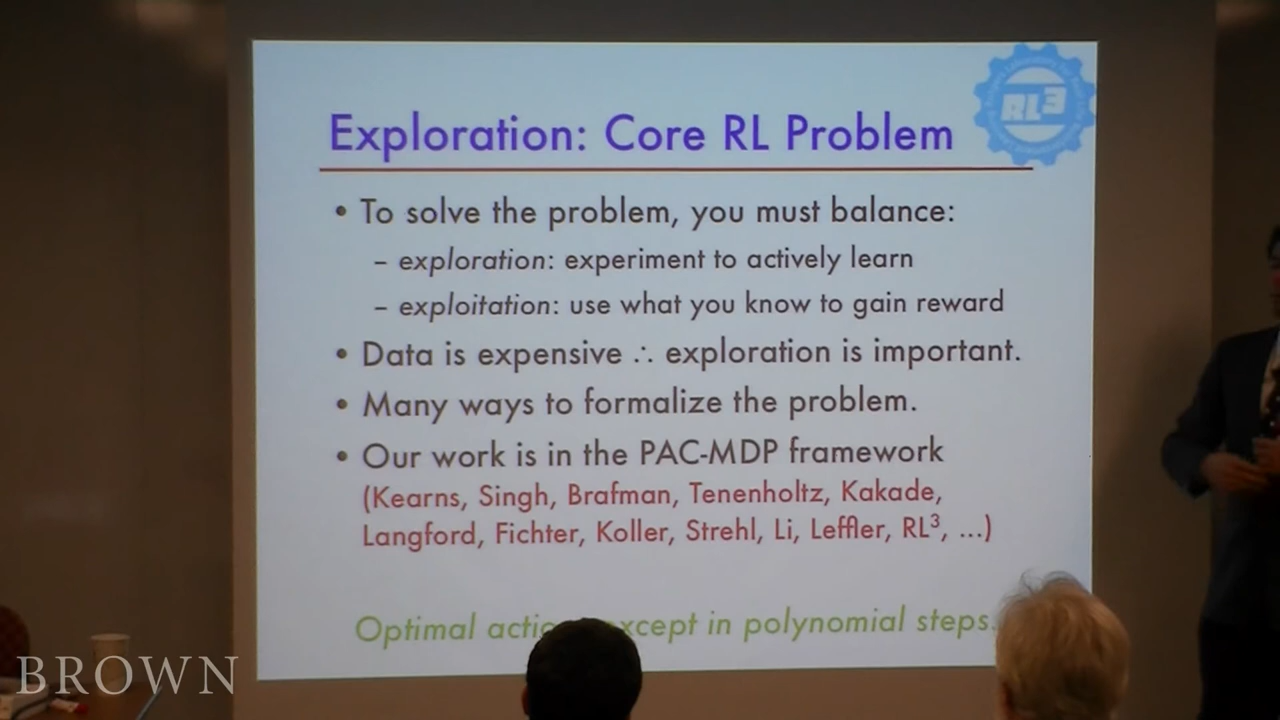 RL³
Exploration: Core RL Problem
• To solve the problem, you must balance:
– exploration: experiment to actively learn
– exploitation: use what you know to gain reward
• Data is expensive ∴ exploration is important.
• Many ways to formalize the problem.
• Our work is in the PAC-MDP framework
(Kearns, Singh, Brafman, Tenenholtz, Kakade,
Langford, Fichter, Koller, Strehl, Li, Leffler, RL³, ...)
Optimal in polynomial steps.
BROWN